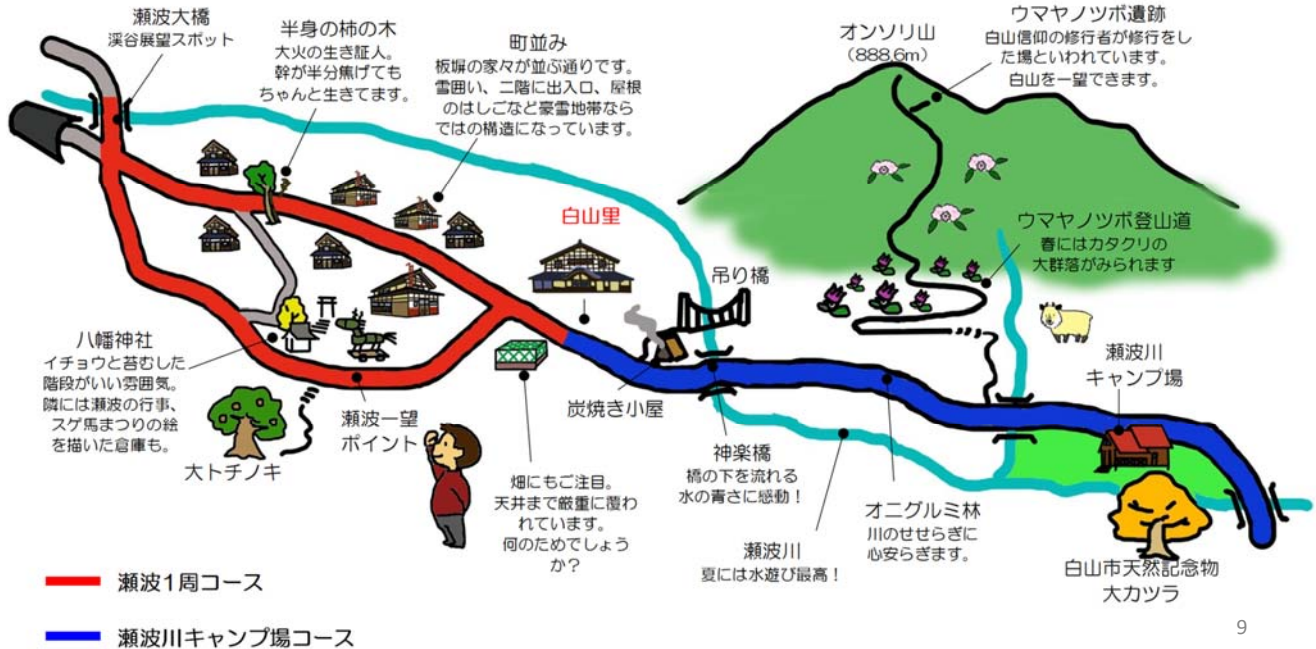 瀬波大橋
渓谷展望スポット
半身の柿の木
大火の生き証人。
幹が半分焦げても
ちゃんと生きてます。
町並み
板塀の家々が並ぶ通りです。
雪囲い、二階に出入口、屋根
のはしごなど豪雪地帯なら
ではの構造になっています。
オンソリ山
(888.6m)
ウマヤノツボ遺跡
白山信仰の修行者が修行をし
た場といわれています。
白山を一望できます。
白山里
吊り橋
ウマヤノツボ登山道
春にはカタクリの
大群落がみられます
八幡神社
イチョウと苔むした
階段がいい雰囲気。
隣には瀬波の行事、
スゲ馬まつりの絵
を描いた倉庫も。
大トチノキ
瀬波一望
ポイント
畑にもご注目。
天井まで厳重に覆わ
れています。
何のためでしょう
か?
炭焼き小屋
神楽橋
橋の下を流れる
水の青さに感動!
瀬波川
夏には水遊び最高!
オニグルミ林
川のせせらぎに
心安らぎます。
瀬波川
キャンプ場
白山市天然記念物
大カツラ
瀬波1周コース
瀬波川キャンプ場コース
9